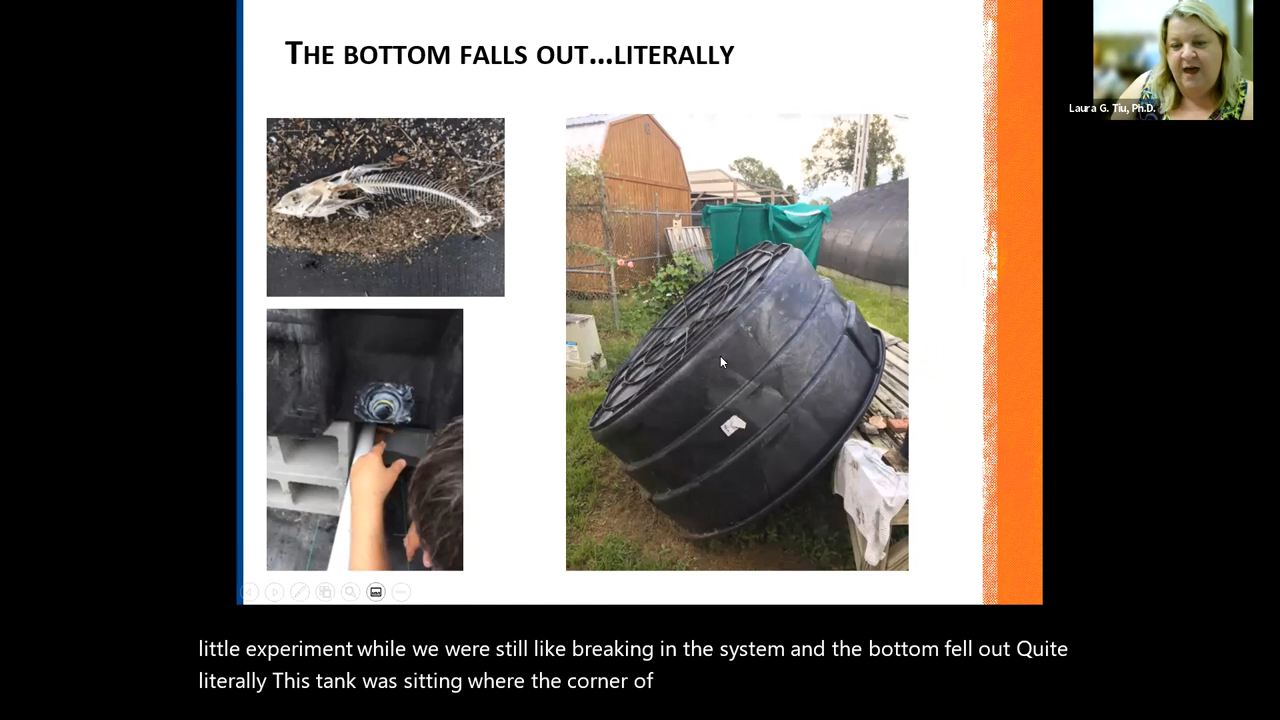 THE BOTTOM FALLS OUT...LITERALLY
Laura G. Tiu, Ph.D.
little experiment while we were still like breaking in the system and the bottom fell out Quite
literally This tank was sitting where the corner of